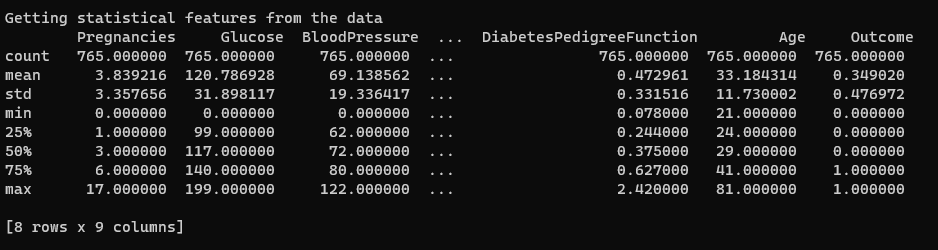 Getting statistical features from the data
        Pregnancies     Glucose  BloodPressure  ...  DiabetesPedigreeFunction         Age     Outcome
count   765.000000  765.000000     765.000000  ...                765.000000  765.000000  765.000000
mean      3.839216  120.786928      69.138562  ...                  0.472961   33.184314    0.349020
std       3.357656   31.898117      19.336417  ...                  0.331516   11.730002    0.476972
min       0.000000    0.000000       0.000000  ...                  0.078000   21.000000    0.000000
25%       1.000000   99.000000      62.000000  ...                  0.244000   24.000000    0.000000
50%       3.000000  117.000000      72.000000  ...                  0.375000   29.000000    0.000000
75%       6.000000  140.000000      80.000000  ...                  0.627000   41.000000    1.000000
max      17.000000  199.000000     122.000000  ...                  2.420000   81.000000    1.000000
[8 rows x 9 columns]